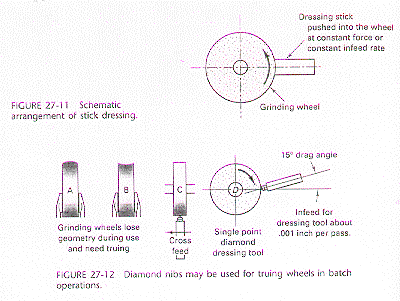 Dressing stick
pushed into the wheel
at constant force or
constant infeed rate
Grinding wheel
FIGURE 27-11 Schematic
arrangement of stick dressing.
15° drag angle
A
B
C
D
Grinding wheels lose
geometry during use
and need truing
Cross
feed
Single point
diamond
dressing tool
Infeed for
dressing tool about
.001 inch per pass.
FIGURE 27-12 Diamond nibs may be used for truing wheels in batch
operations.